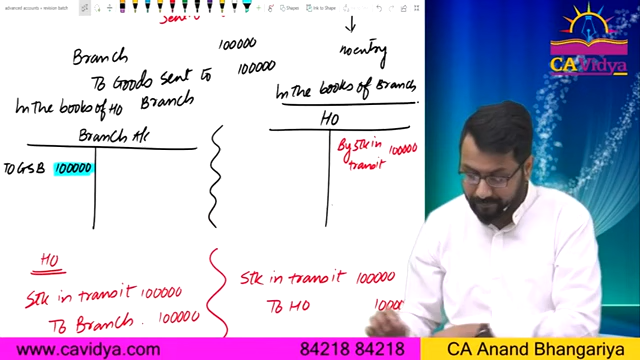 advanced accounts - revision batch
Shapes
↓
no entry
Branch 100000
To Goods Sent to 100000
Branch
In the books of HO
Branch A/c
To GSB 100000
In the books of Branch
HO
By Stk in transit 100000
HO
Stk in transit 100000
To Branch. 100000
Stk in transit 100000
To HO
CA Vidya
www.cavidya.com
84218 84218
CA Anand Bhangariya